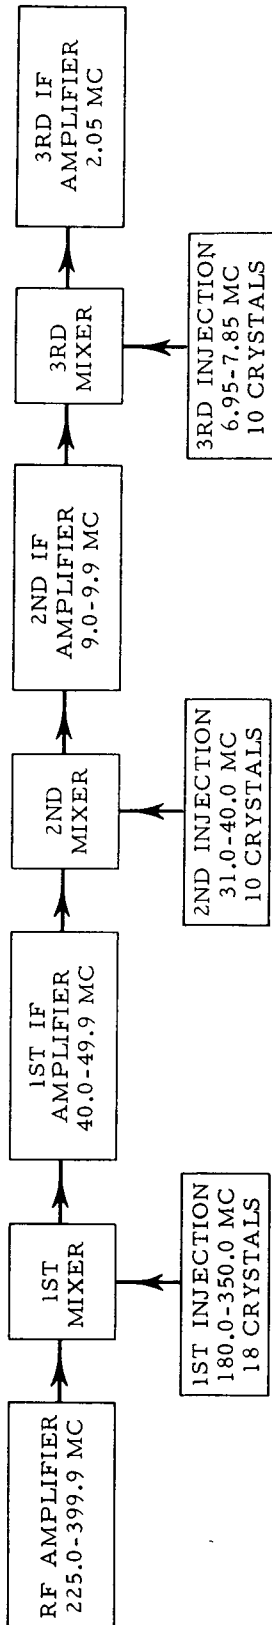 RF AMPLIFIER
225.0-399.9 MC
1ST
MIXER
1ST INJECTION
180.0-350.0 MC
18 CRYSTALS
1ST IF
AMPLIFIER
40.0-49.9 MC
2ND
MIXER
2ND INJECTION
31.0-40.0 MC
10 CRYSTALS
2ND IF
AMPLIFIER
9.0-9.9 MC
3RD
MIXER
3RD INJECTION
6.95-7.85 MC
10 CRYSTALS
3RD IF
AMPLIFIER
2.05 MC